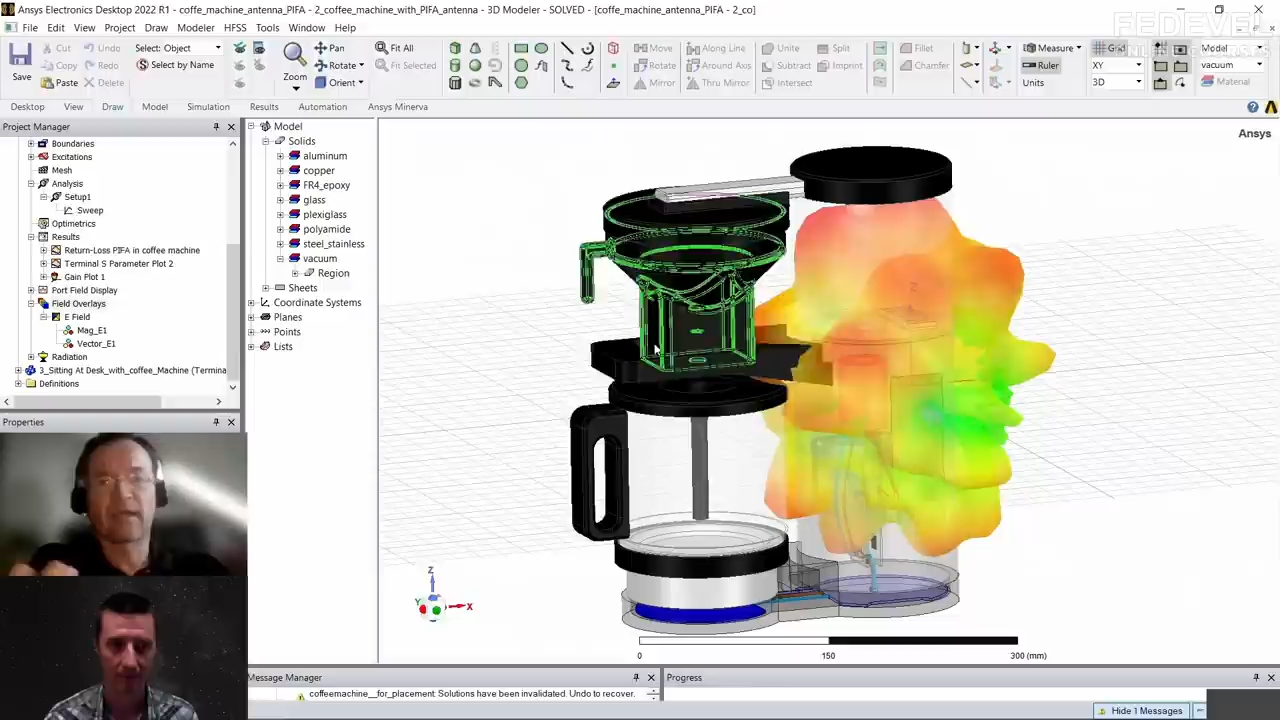 Ansys Electronics Desktop 2022 R1 - coffe_machine_antenna_PIFA - 2_coffee_machine_with_PIFA_antenna - 3D Modeler - SOLVED - [coffe_machine_antenna_PIFA - 2_co]
FEDEVEL
File Edit View Project Draw Modeler HFSS Tools Window Help
Cut Undo Select: Object Pan Fit All Move Along Line Unite Split Fillet Measure Grid Model
Copy Redo Select by Name Rotate Fit Selected Rotate Around Axis Subtract Imprint Chamfer Ruler XY vacuum
Save Paste Delete Zoom Orient Mirror Thru Mirror Intersect Units 3D Material
Desktop View Draw Model Simulation Results Automation Ansys Minerva
Project Manager
Boundaries
Excitations
Mesh
Analysis
Setup1
Sweep
Optimetrics
Results
Return-Loss PIFA in coffee machine
Terminal S Parameter Plot 2
Gain Plot 1
Port Field Display
Field Overlays
E Field
Mag_E1
Vector_E1
Radiation
3_Sitting At Desk_with_coffee_Machine (Termina
Definitions
Properties
Model
Solids
aluminum
copper
FR4_epoxy
glass
plexiglass
polyamide
steel_stainless
vacuum
Region
Sheets
Coordinate Systems
Planes
Points
Lists
Ansys
Z
Z
Y
X
0 150 300 (mm)
Message Manager
coffeemachine__for_placement: Solutions have been invalidated. Undo to recover.
Progress
Hide 1 Messages